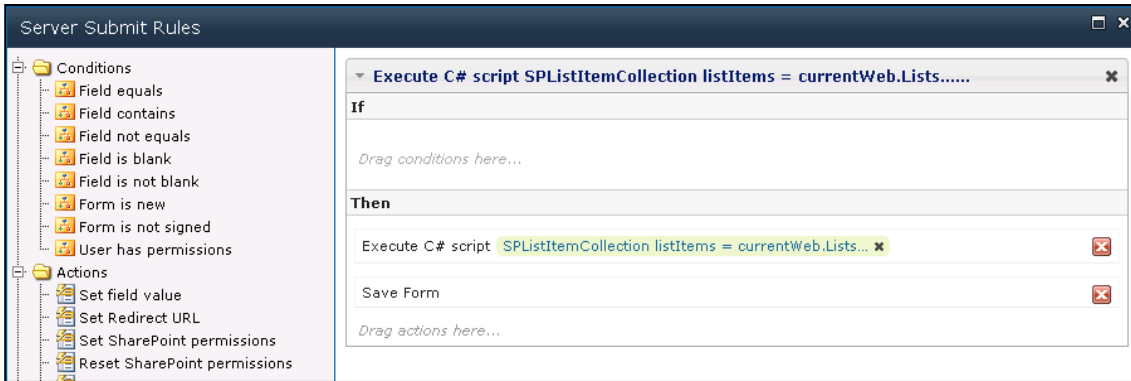 Server Submit Rules
Conditions
Field equals
Field contains
Field not equals
Field is blank
Field is not blank
Form is new
Form is not signed
User has permissions
Actions
Set field value
Set Redirect URL
Set SharePoint permissions
Reset SharePoint permissions
Execute C# script SPListItemCollection listItems = currentWeb.Lists......
If
Drag conditions here...
Then
Execute C# script SPListItemCollection listItems = currentWeb.Lists...
Save Form
Drag actions here...